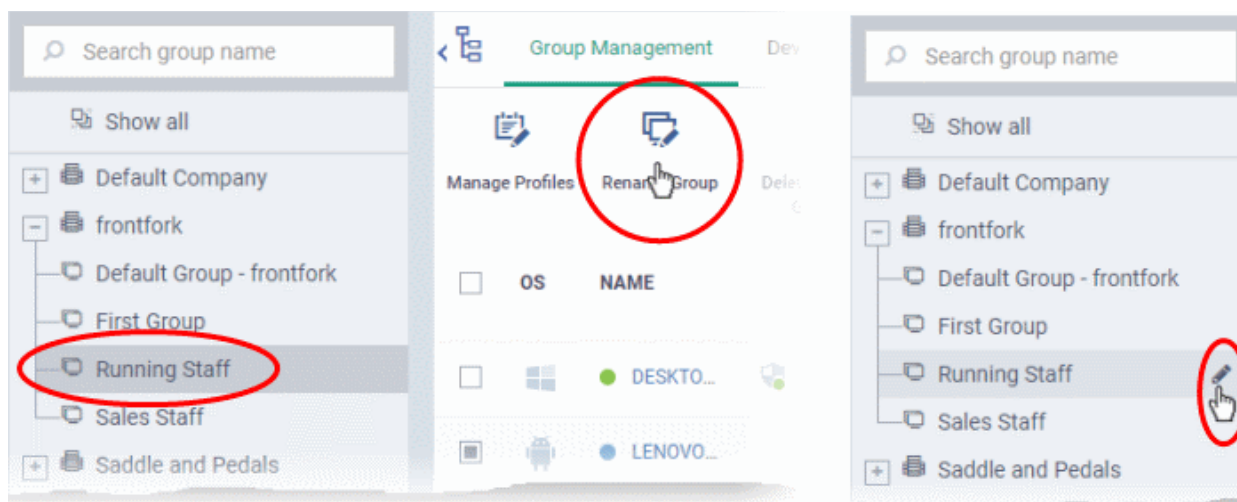 Search group name
Show all
Default Company
frontfork
Default Group - frontfork
First Group
Running Staff
Sales Staff
Saddle and Pedals
Group Management
Manage Profiles
Group
OS NAME
DESKTO...
LENOVO...
Search group name
Show all
Default Company
frontfork
Default Group - frontfork
First Group
Running Staff
Sales Staff
Saddle and Pedals